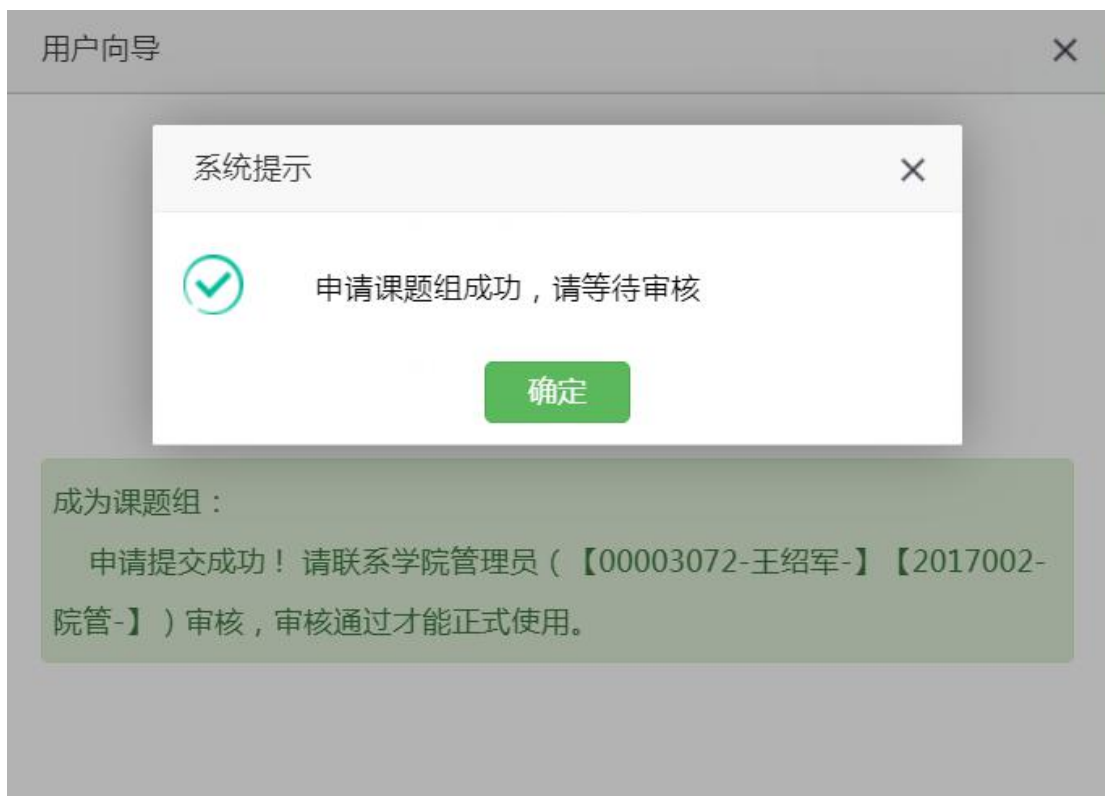 用户向导
系统提示
申请课题组成功，请等待审核
确定
成为课题组：
申请提交成功！请联系学院管理员（【00003072-王绍军-】【2017002-
院管-】）审核，审核通过才能正式使用。